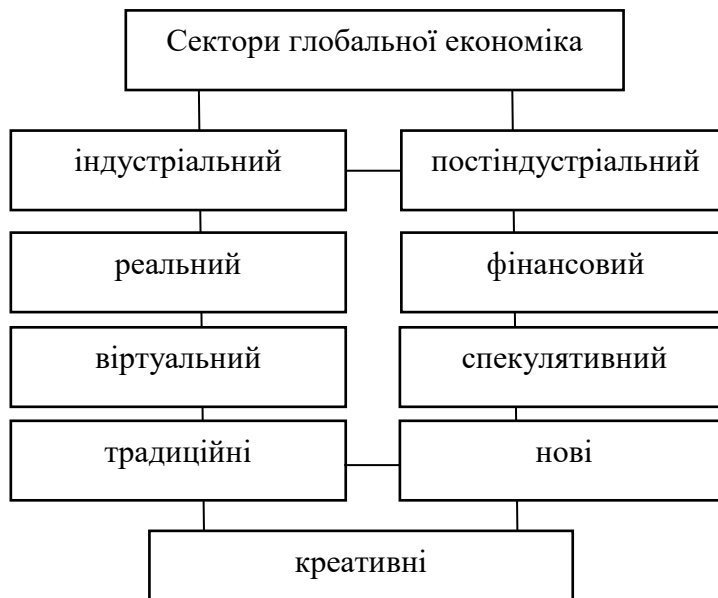 Сектори глобальної економіка
індустріальний
постіндустріальний
реальний
фінансовий
віртуальний
спекулятивний
традиційні
нові
креативні